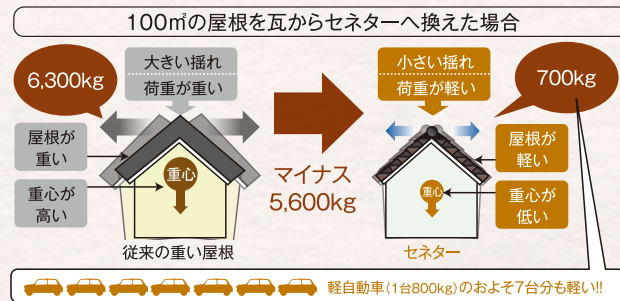 100㎡の屋根を瓦からセネターへ換えた場合
6,300kg
大きい揺れ
荷重が重い
屋根が
重い
重心が
高い
重心
従来の重い屋根
マイナス
5,600kg
小さい揺れ
荷重が軽い
700kg
屋根が
軽い
重心が
低い
重心
セネター
軽自動車(1台800kg)のおよそ7台分も軽い!!